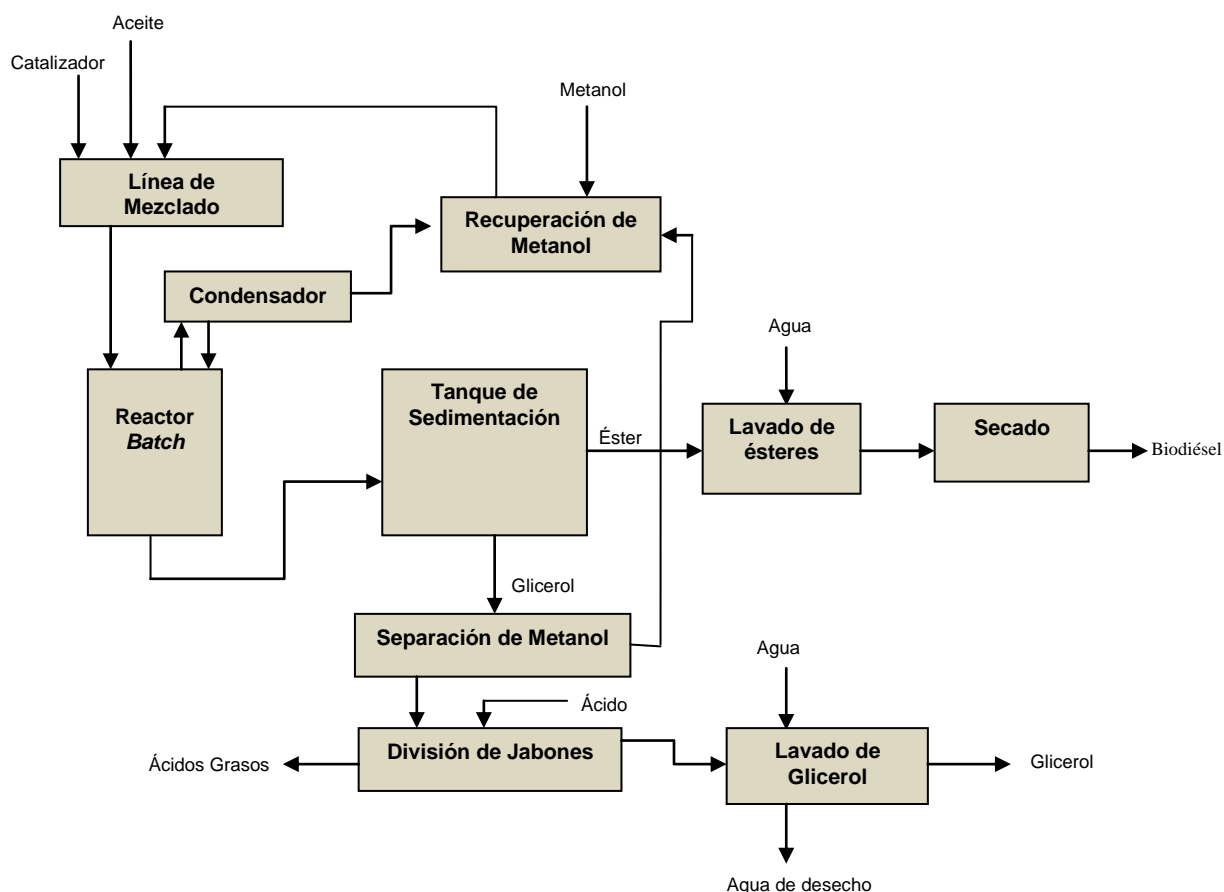 Aceite
Catalizador
Metanol
Línea de
Mezclado
Recuperación de
Metanol
Condensador
Agua
Reactor
Batch
Tanque de
Sedimentación
Éster
Lavado de
ésteres
Secado
Biodiésel
Glicerol
Separación de Metanol
Agua
Ácido
División de Jabones
Ácidos Grasos
Lavado de
Glicerol
Glicerol
Agua de desecho